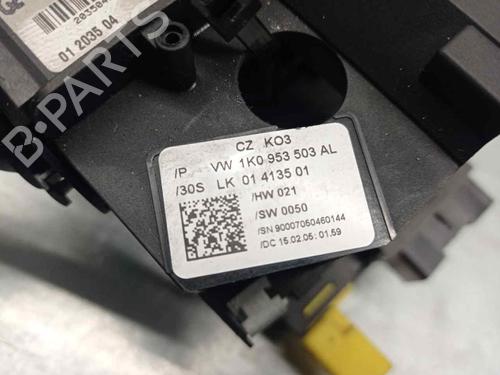 01 2035 04
CZ KO3
/P VW 1K0 953 503 AL
/30S LK 01 4135 01
/HW 021
/SW 0050
/SN 90007050460144
/DC 15.02.05 : 01.59
B-PARTS